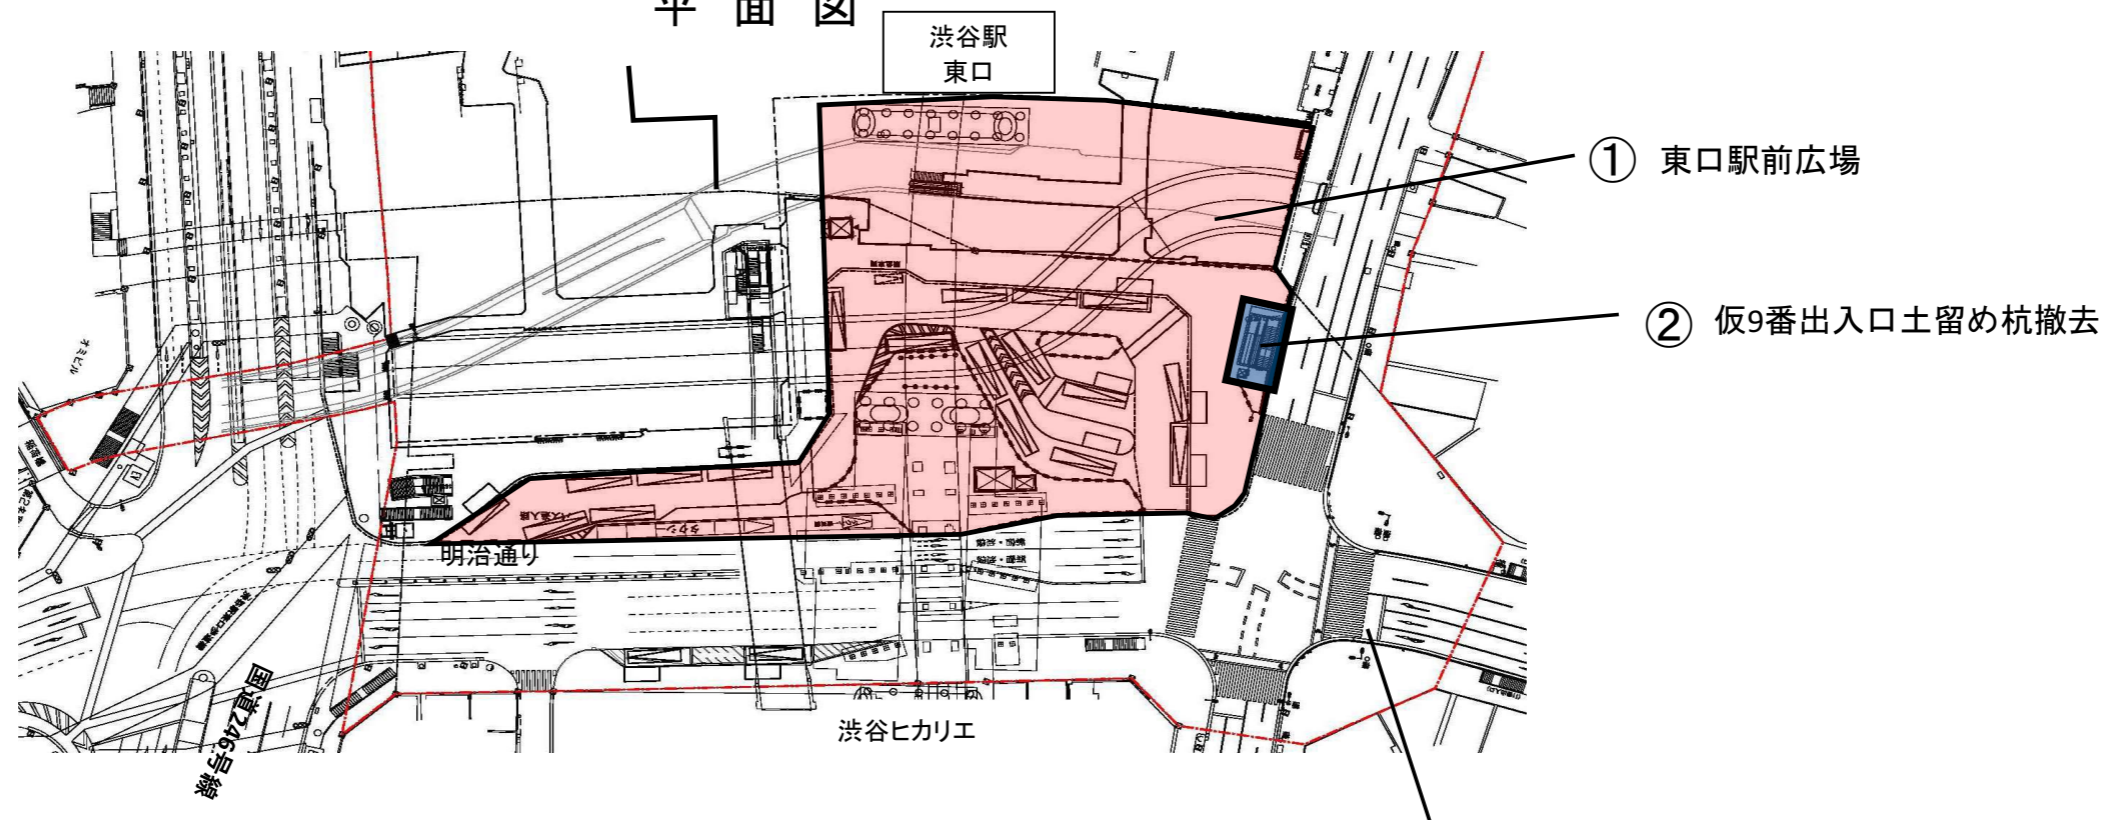 平 面 図
渋谷駅
東口
① 東口駅前広場
② 仮9番出入口土留め杭撤去
明治通り
渋谷ヒカリエ
国道246号線